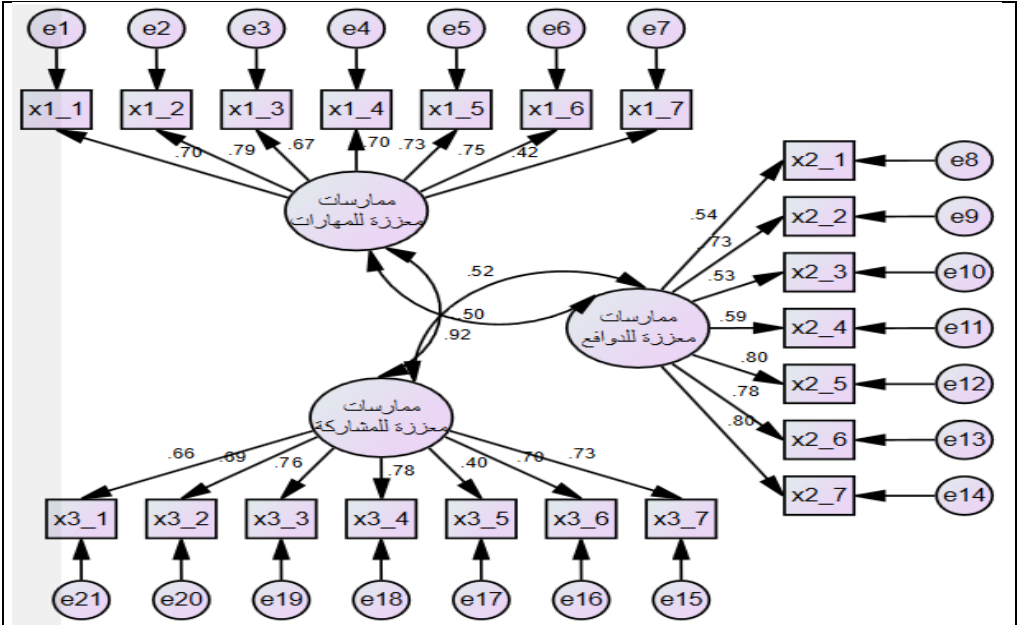 e1 e2 e3 e4 e5 e6 e7
x1_1 x1_2 x1_3 x1_4 x1_5 x1_6 x1_7
.70 .79 .67 .70 .73 .75 .42
ممارسات
معززة للمهارات
x2_1 e8
x2_2 e9
x2_3 e10
x2_4 e11
x2_5 e12
x2_6 e13
x2_7 e14
.54
.73
.53
.59
.80
.78
.80
ممارسات
معززة للدوافع
.52
.50
.92
ممارسات
معززة للمشاركة
.66 .69 .76 .78 .40 .70 .73
x3_1 x3_2 x3_3 x3_4 x3_5 x3_6 x3_7
e21 e20 e19 e18 e17 e16 e15